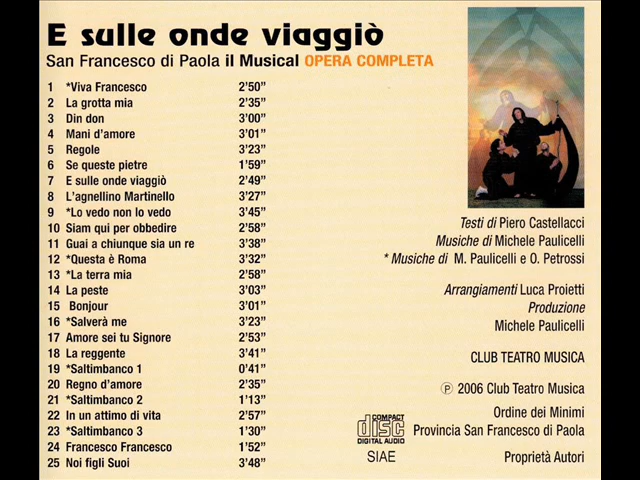 E sulle onde viaggiò
San Francesco di Paola il Musical OPERA COMPLETA
1 *Viva Francesco 2’50”
2 La grotta mia 2’35”
3 Din don 3’00”
4 Mani d’amore 3’01”
5 Regole 3’23”
6 Se queste pietre 1’59”
7 E sulle onde viaggiò 2’49”
8 L’agnellino Martinello 3’27”
9 *Lo vedo non lo vedo 3’45”
10 Siam qui per obbedire 2’58”
11 Guai a chiunque sia un re 3’38”
12 *Questa è Roma 3’32”
13 *La terra mia 2’58”
14 La peste 3’03”
15 Bonjour 3’01”
16 *Salverà me 3’23”
17 Amore sei tu Signore 2’53”
18 La reggente 3’41”
19 *Saltimbanco 1 0’41”
20 Regno d’amore 2’35”
21 *Saltimbanco 2 1’13”
22 In un attimo di vita 2’57”
23 *Saltimbanco 3 1’30”
24 Francesco Francesco 1’52”
25 Noi figli Suoi 3’48”
Testi di Piero Castellacci
Musiche di Michele Paulicelli
* Musiche di M. Paulicelli e O. Petrossi
Arrangiamenti Luca Proietti
Produzione
Michele Paulicelli
CLUB TEATRO MUSICA
℗ 2006 Club Teatro Musica
Ordine dei Minimi
Provincia San Francesco di Paola
COMPACT
disc
DIGITAL AUDIO
SIAE
Proprietà Autori